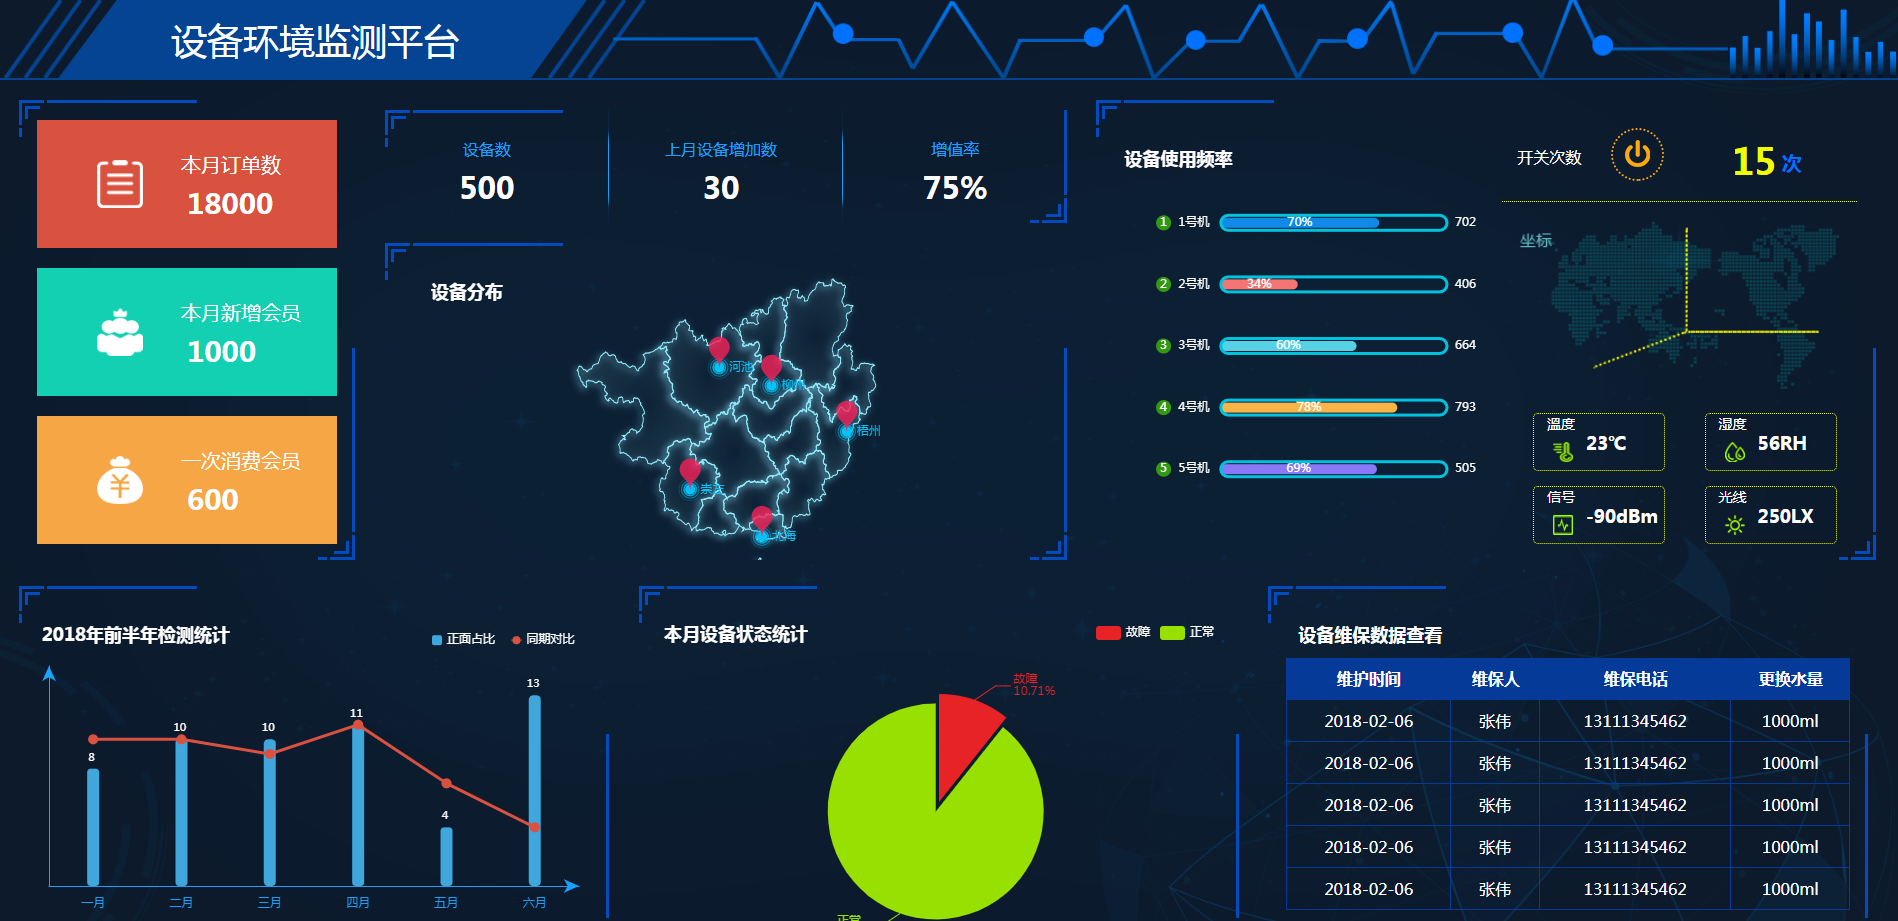 设备环境监测平台
本月订单数
18000
本月新增会员
1000
一次消费会员
600
设备数
500
上月设备增加数
30
增值率
75%
设备分布
河池
柳州
梧州
崇左
北海
设备使用频率
1 1号机 70% 702
2 2号机 34% 406
3 3号机 60% 664
4 4号机 78% 793
5 5号机 69% 505
开关次数 15 次
坐标
温度
23℃
湿度
56RH
信号
-90dBm
光线
250LX
2018年前半年检测统计
正面占比 同期对比
8
10
10
11
4
13
一月 二月 三月 四月 五月 六月
本月设备状态统计
故障 正常
故障
10.71%
正常
设备维保数据查看
维护时间 维保人 维保电话 更换水量
2018-02-06 张伟 13111345462 1000ml
2018-02-06 张伟 13111345462 1000ml
2018-02-06 张伟 13111345462 1000ml
2018-02-06 张伟 13111345462 1000ml
2018-02-06 张伟 13111345462 1000ml